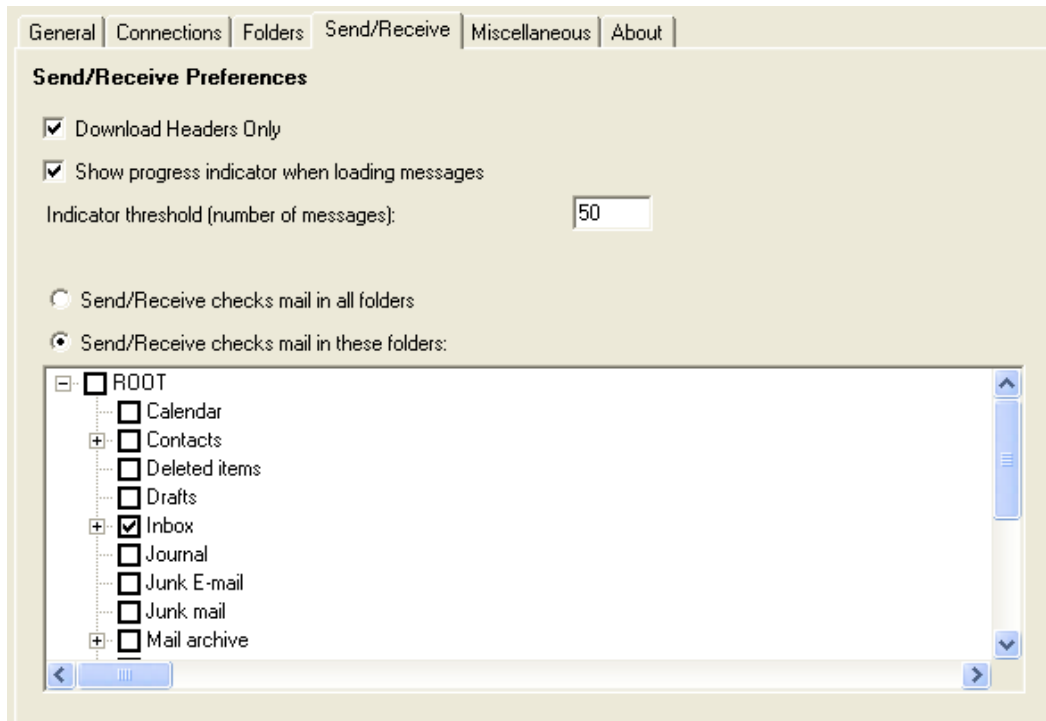 General Connections Folders Send/Receive Miscellaneous About
Send/Receive Preferences
Download Headers Only
Show progress indicator when loading messages
Indicator threshold (number of messages): 50
Send/Receive checks mail in all folders
Send/Receive checks mail in these folders:
ROOT
Calendar
Contacts
Deleted items
Drafts
Inbox
Journal
Junk E-mail
Junk mail
Mail archive